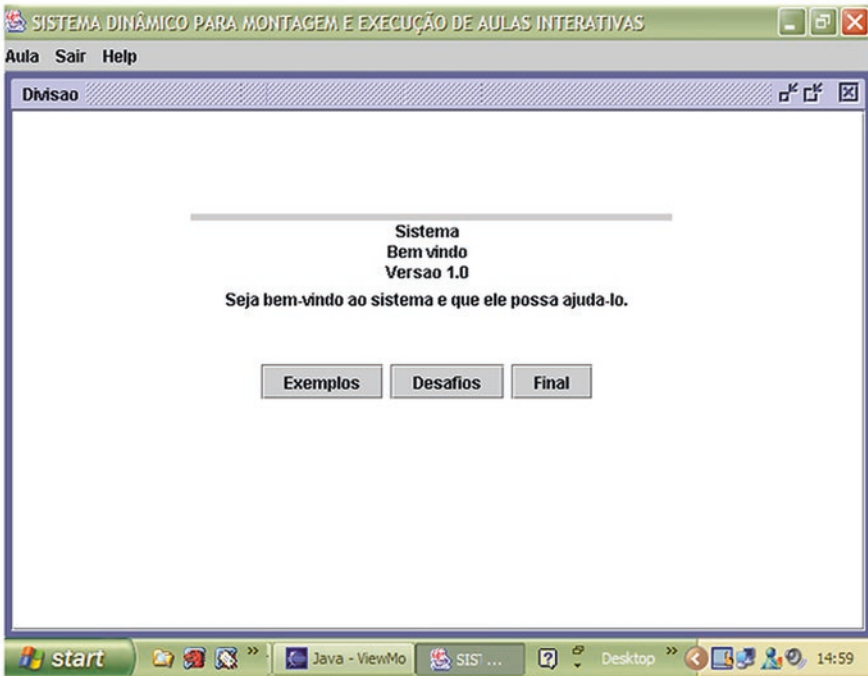 SISTEMA DINÂMICO PARA MONTAGEM E EXECUÇÃO DE AULAS INTERATIVAS
Aula Sair Help
Divisao
Sistema
Bem vindo
Versao 1.0
Seja bem-vindo ao sistema e que ele possa ajuda-lo.
Exemplos Desafios Final
start » Java - ViewMo SIST ... Desktop » 14:59